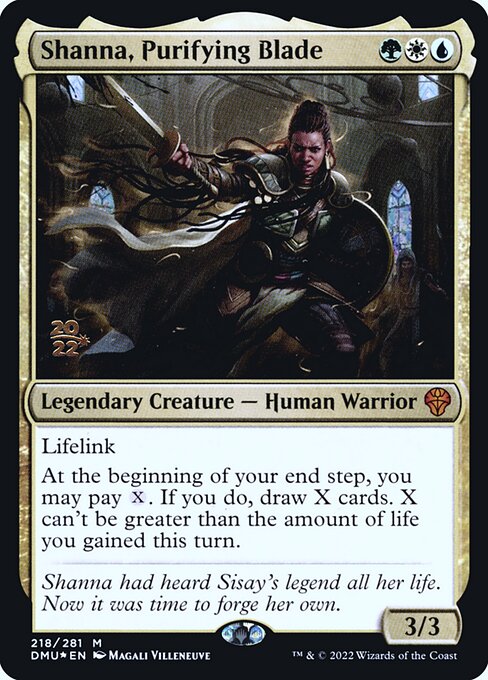 Shanna, Purifying Blade
20
22
Legendary Creature — Human Warrior
Lifelink
At the beginning of your end step, you
may pay X. If you do, draw X cards. X
can't be greater than the amount of life
you gained this turn.
Shanna had heard Sisay's legend all her life.
Now it was time to forge her own.
3/3
218/281 M
DMU★EN Magali Villeneuve
™ & © 2022 Wizards of the Coast